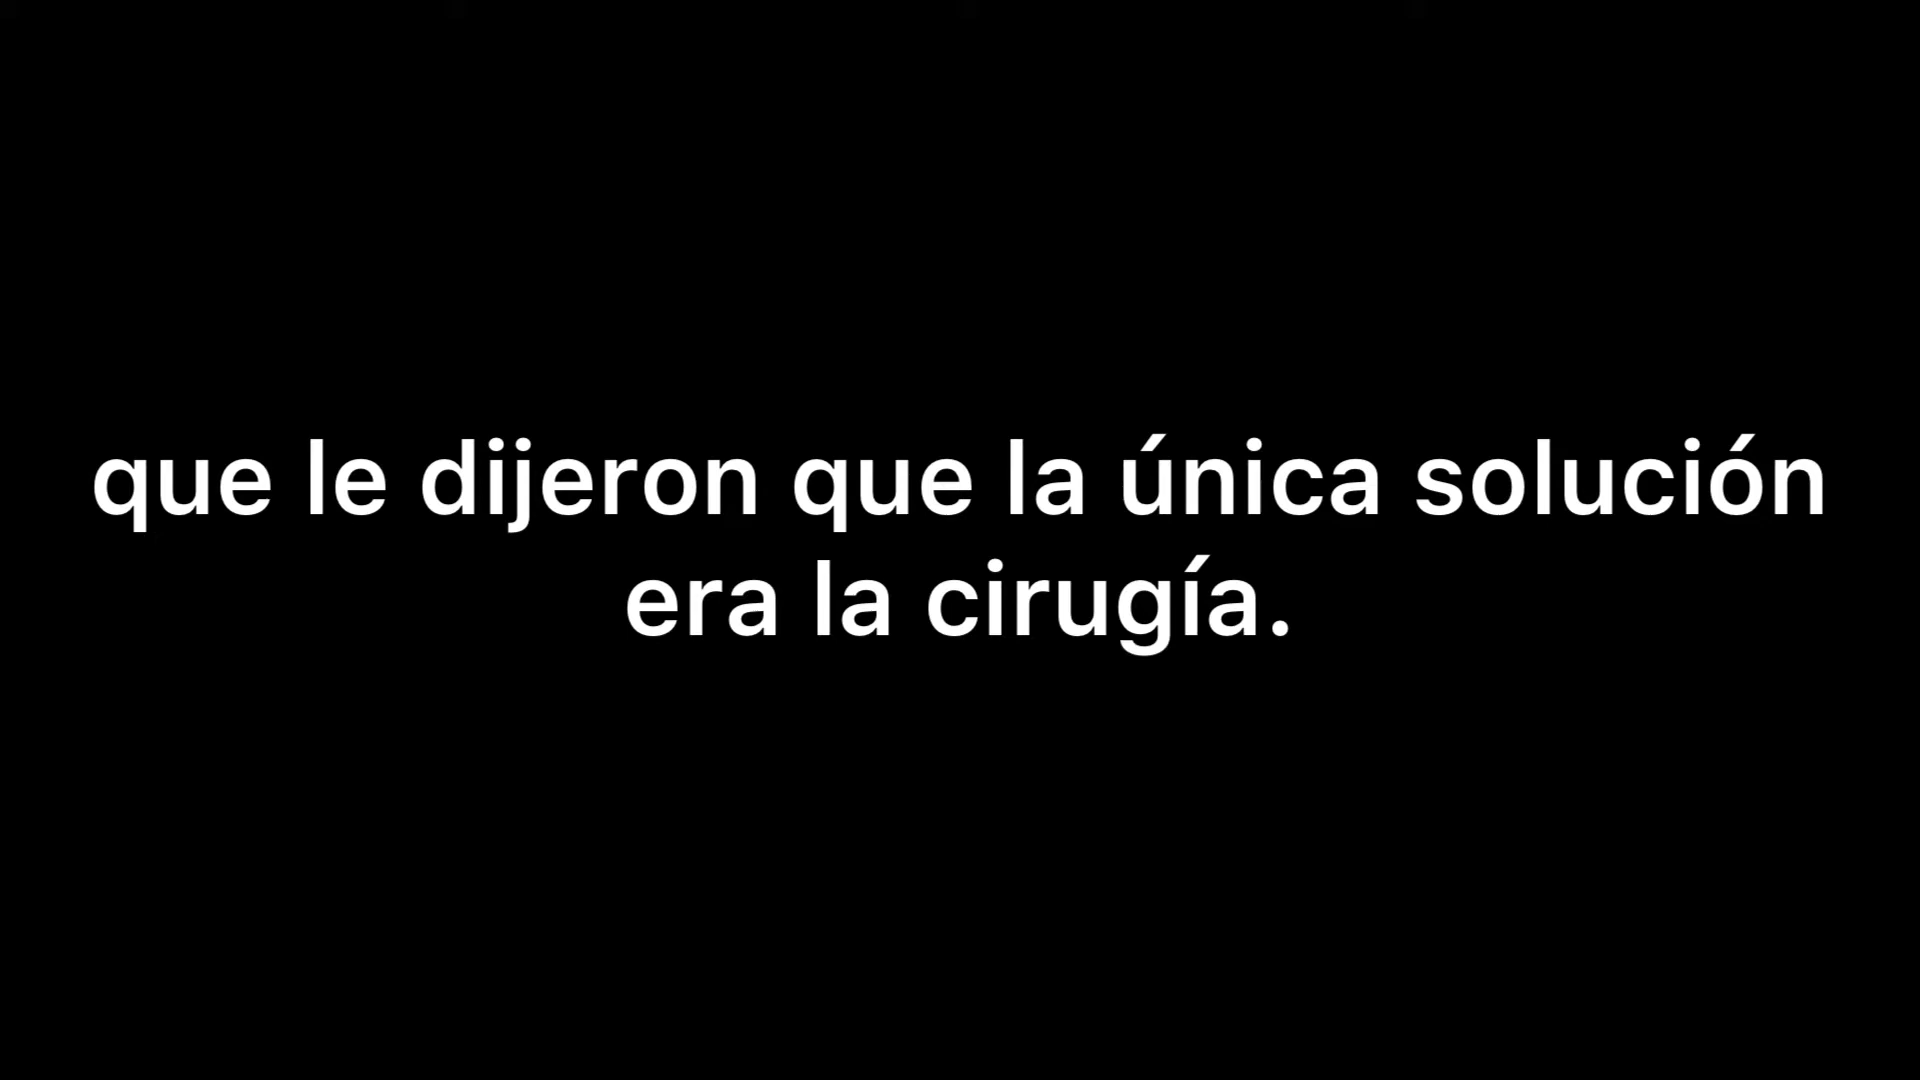 que le dijeron que la única solución
era la cirugía.